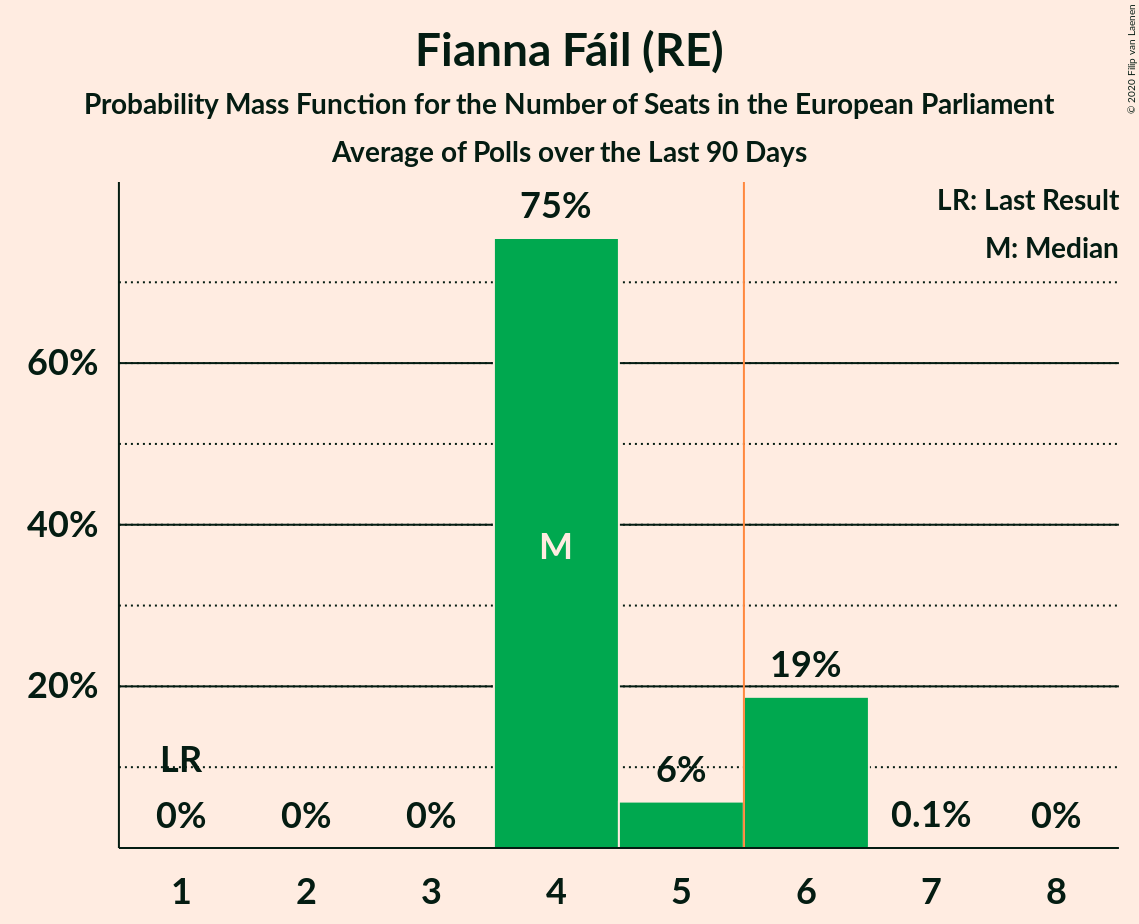 Fianna Fáil (RE)
Probability Mass Function for the Number of Seats in the European Parliament
Average of Polls over the Last 90 Days
© 2020 Filip van Laenen
LR: Last Result
M: Median
75%
60%
40%
M
20%
19%
LR
6%
0%
0%
0%
0.1%
0%
1
2
3
4
5
6
7
8